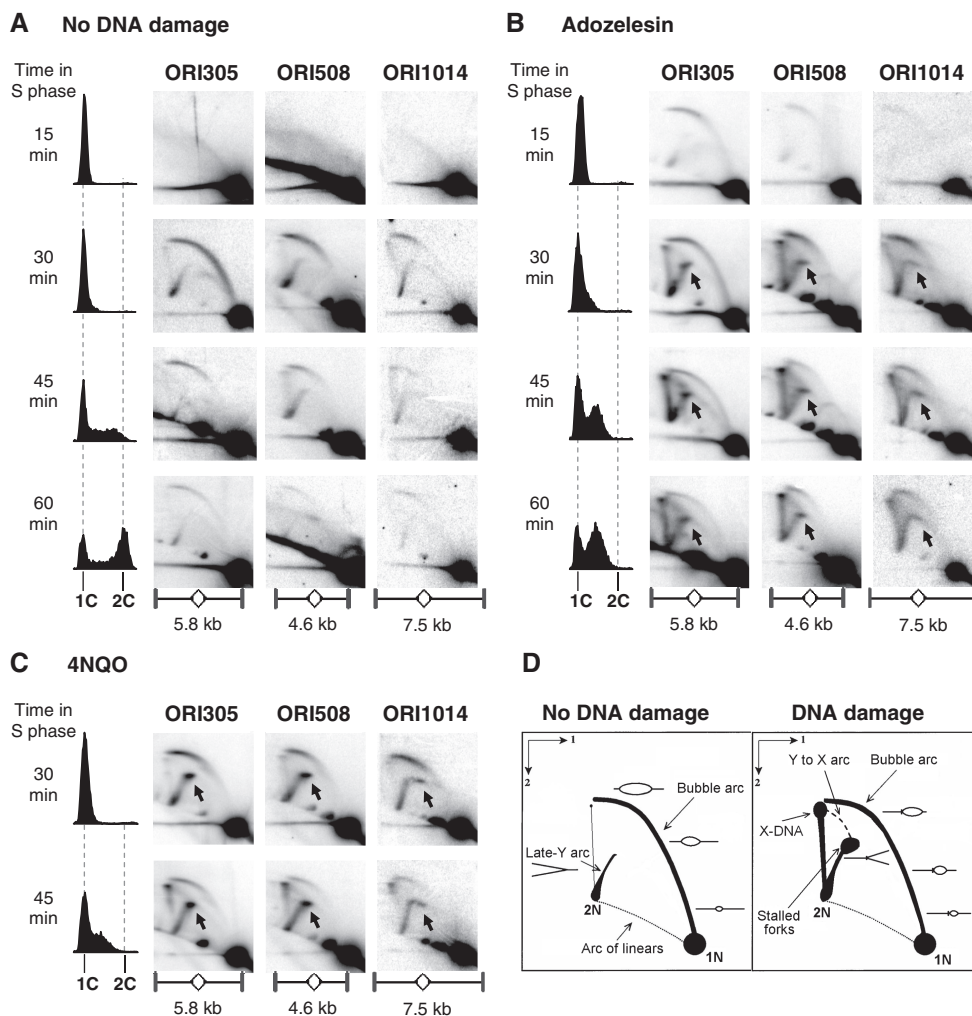 A No DNA damage
Time in
S phase
ORI305 ORI508 ORI1014
15
min
30
min
45
min
60
min
1C 2C
5.8 kb 4.6 kb 7.5 kb
B Adozelesin
Time in
S phase
ORI305 ORI508 ORI1014
15
min
30
min
45
min
60
min
1C 2C
5.8 kb 4.6 kb 7.5 kb
C 4NQO
Time in
S phase
ORI305 ORI508 ORI1014
30
min
45
min
1C 2C
5.8 kb 4.6 kb 7.5 kb
D
No DNA damage
1
2
Bubble arc
Late-Y arc
2N
Arc of linears
1N
DNA damage
1
2
Y to X arc
Bubble arc
X-DNA
2N
Stalled
forks
1N